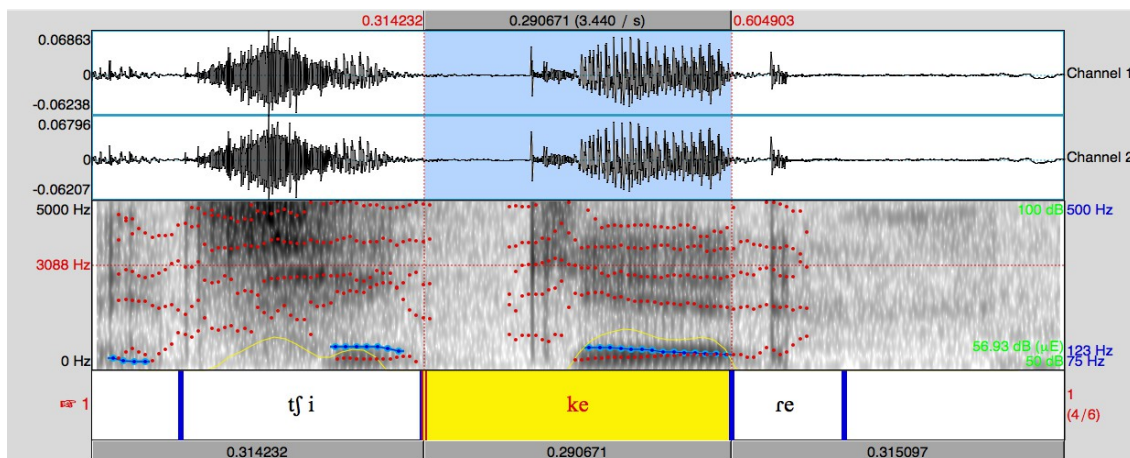 0.314232 0.290671 (3.440 / s) 0.604903
0.06863
0 Channel 1
-0.06238
0.06796
0 Channel 2
-0.06207
5000 Hz 100 dB 500 Hz
3088 Hz
56.93 dB (µE) 123 Hz
0 Hz 50 dB 75 Hz
☞ 1 tʃ i ke ɾe 1
(4/6)
0.314232 0.290671 0.315097